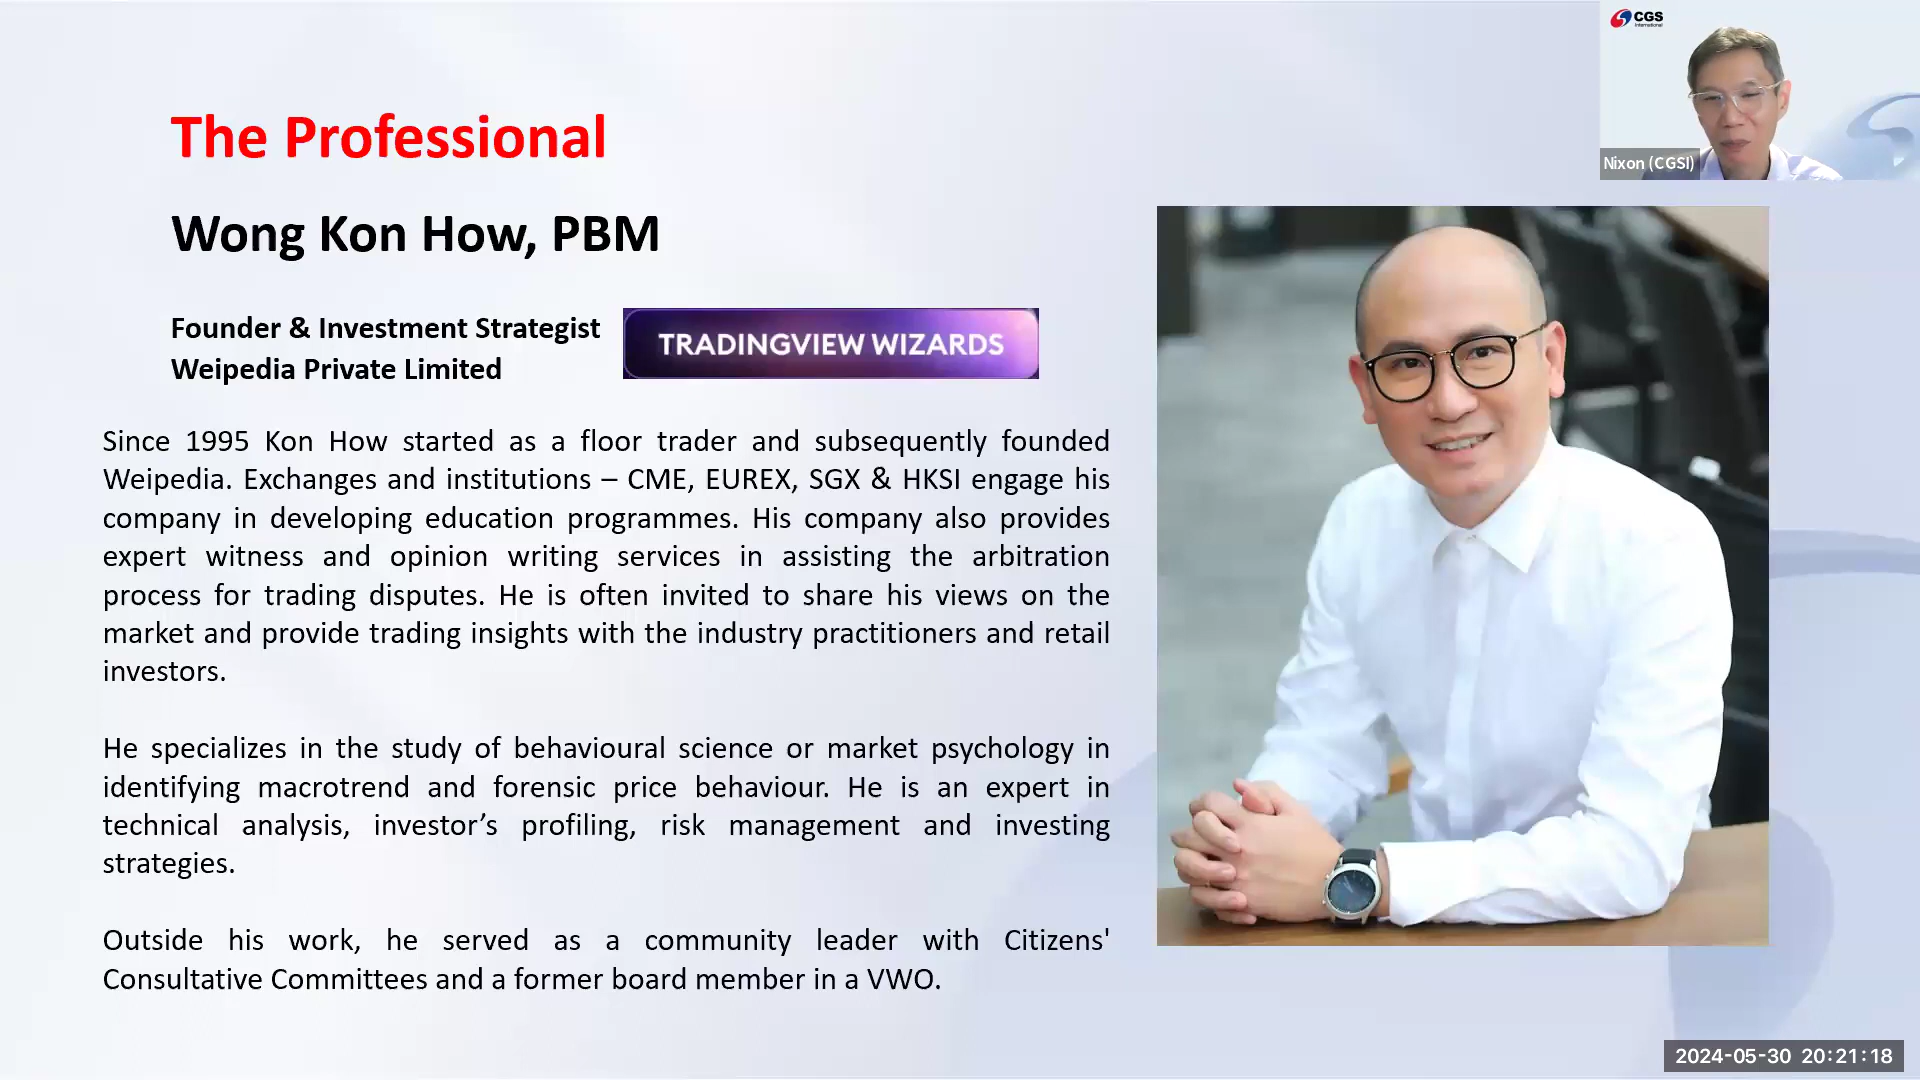 CGS
International
Nixon (CGSI)
The Professional
Wong Kon How, PBM
Founder & Investment Strategist
Weipedia Private Limited
TRADINGVIEW WIZARDS
Since 1995 Kon How started as a floor trader and subsequently founded
Weipedia. Exchanges and institutions – CME, EUREX, SGX & HKSI engage his
company in developing education programmes. His company also provides
expert witness and opinion writing services in assisting the arbitration
process for trading disputes. He is often invited to share his views on the
market and provide trading insights with the industry practitioners and retail
investors.
He specializes in the study of behavioural science or market psychology in
identifying macrotrend and forensic price behaviour. He is an expert in
technical analysis, investor’s profiling, risk management and investing
strategies.
Outside his work, he served as a community leader with Citizens'
Consultative Committees and a former board member in a VWO.
2024-05-30 20:21:18